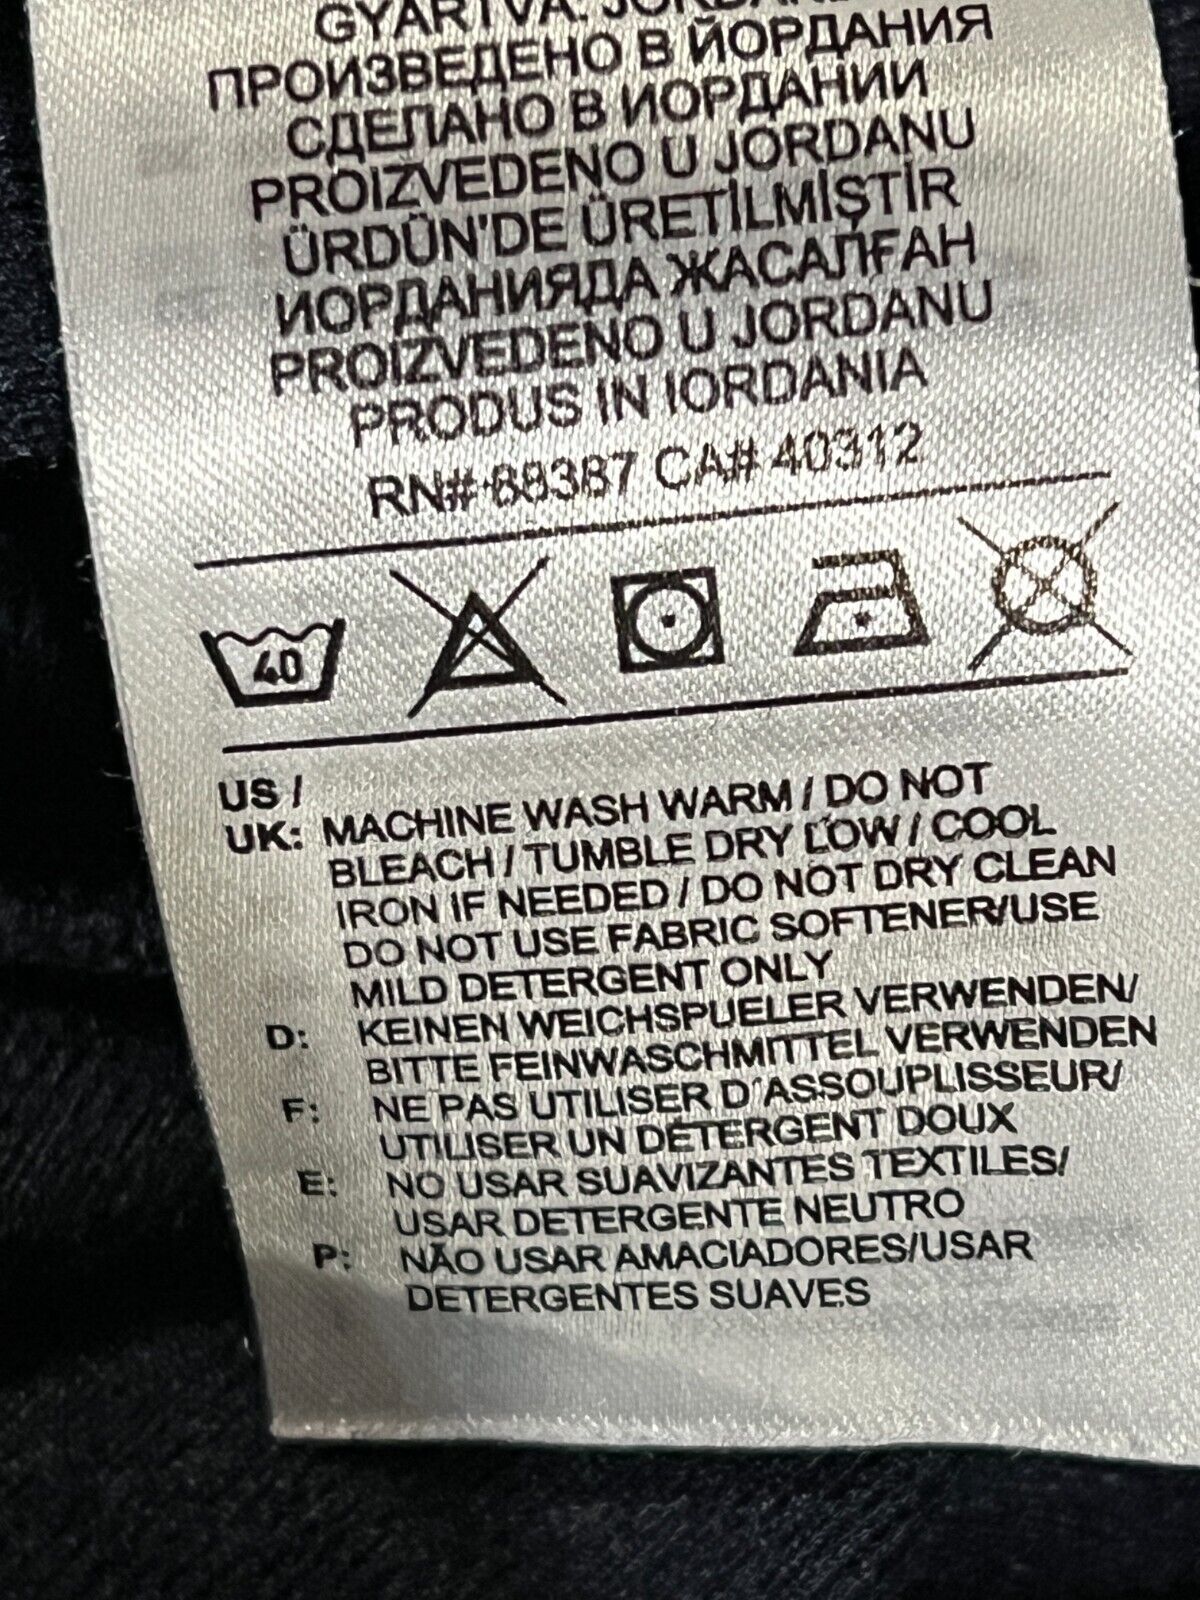 GYÁRTVA:
ПРОИЗВЕДЕНО В ЙОРДАНИЯ
СДЕЛАНО В ИОРДАНИИ
PROIZVEDENO U JORDANU
ÜRDÜN'DE ÜRETİLMİŞTİR
ИОРДАНИЯДА ЖАСАЛҒАН
PROIZVEDENO U JORDANU
PRODUS IN IORDANIA
RN# 88387 CA# 40312
40
US /
UK: MACHINE WASH WARM / DO NOT
BLEACH / TUMBLE DRY LOW / COOL
IRON IF NEEDED / DO NOT DRY CLEAN
DO NOT USE FABRIC SOFTENER/USE
MILD DETERGENT ONLY
D: KEINEN WEICHSPUELER VERWENDEN/
BITTE FEINWASCHMITTEL VERWENDEN
F: NE PAS UTILISER D'ASSOUPLISSEUR/
UTILISER UN DÉTERGENT DOUX
E: NO USAR SUAVIZANTES TEXTILES/
USAR DETERGENTE NEUTRO
P: NÃO USAR AMACIADORES/USAR
DETERGENTES SUAVES